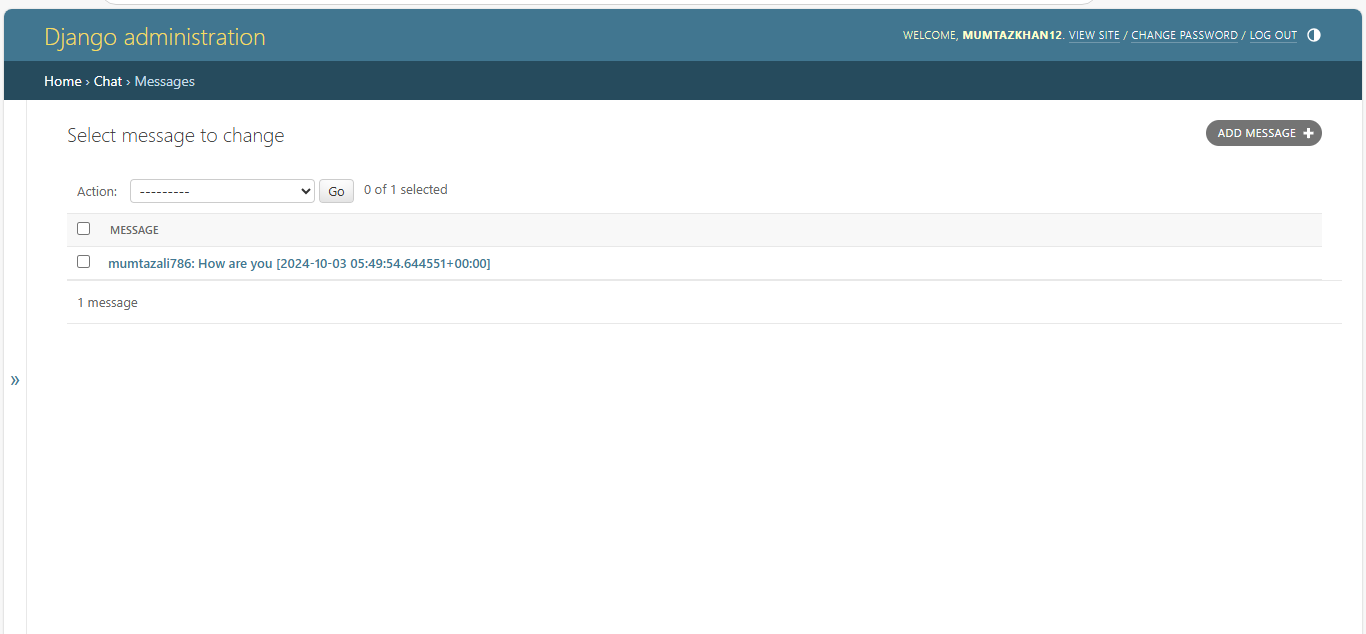 Django administration
WELCOME, MUMTAZKHAN12. VIEW SITE / CHANGE PASSWORD / LOG OUT
Home › Chat › Messages
Select message to change
ADD MESSAGE +
Action: --------- Go 0 of 1 selected
MESSAGE
mumtazali786: How are you [2024-10-03 05:49:54.644551+00:00]
1 message
»